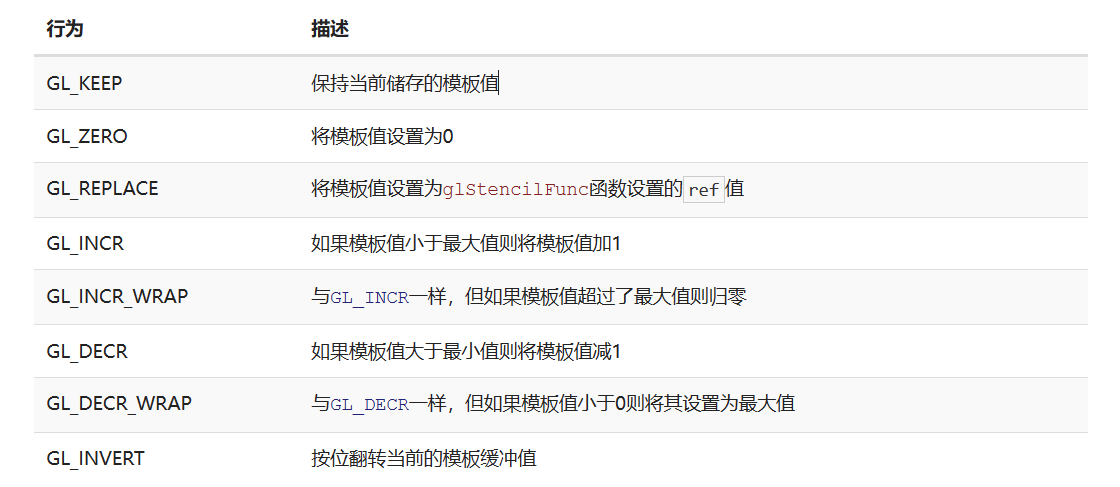 行为 描述
GL_KEEP 保持当前储存的模板值
GL_ZERO 将模板值设置为0
GL_REPLACE 将模板值设置为glStencilFunc函数设置的ref值
GL_INCR 如果模板值小于最大值则将模板值加1
GL_INCR_WRAP 与GL_INCR一样，但如果模板值超过了最大值则归零
GL_DECR 如果模板值大于最小值则将模板值减1
GL_DECR_WRAP 与GL_DECR一样，但如果模板值小于0则将其设置为最大值
GL_INVERT 按位翻转当前的模板缓冲值